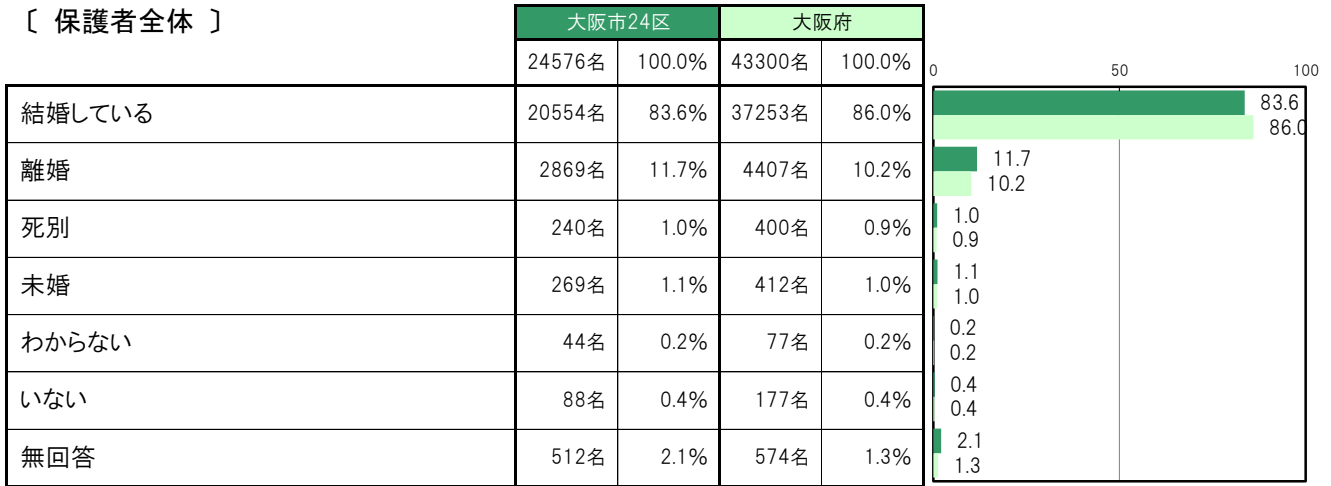 〔 保護者全体 〕
大阪市24区 大阪府
24576名 100.0% 43300名 100.0%
0 50 100
結婚している 20554名 83.6% 37253名 86.0% 83.6
86.0
離婚 2869名 11.7% 4407名 10.2% 11.7
10.2
死別 240名 1.0% 400名 0.9% 1.0
0.9
未婚 269名 1.1% 412名 1.0% 1.1
1.0
わからない 44名 0.2% 77名 0.2% 0.2
0.2
いない 88名 0.4% 177名 0.4% 0.4
0.4
無回答 512名 2.1% 574名 1.3% 2.1
1.3